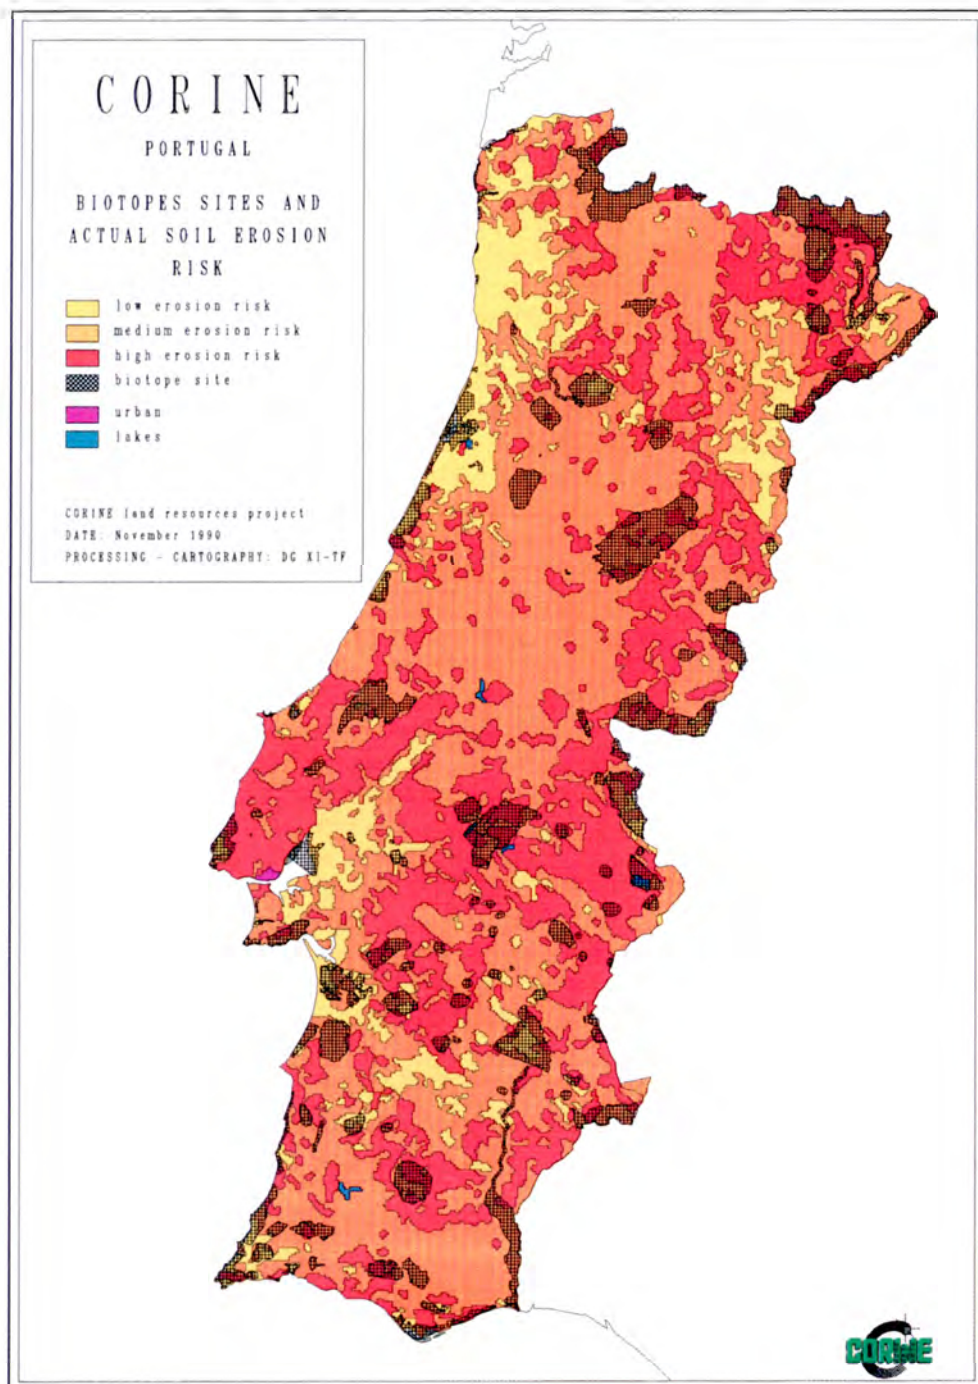 CORINE
PORTUGAL
BIOTOPES SITES AND
ACTUAL SOIL EROSION
RISK
low erosion risk
medium erosion risk
high erosion risk
biotope site
urban
lakes
CORINE land resources project
DATE: November 1990
PROCESSING - CARTOGRAPHY: DG XI-TF
CORINE